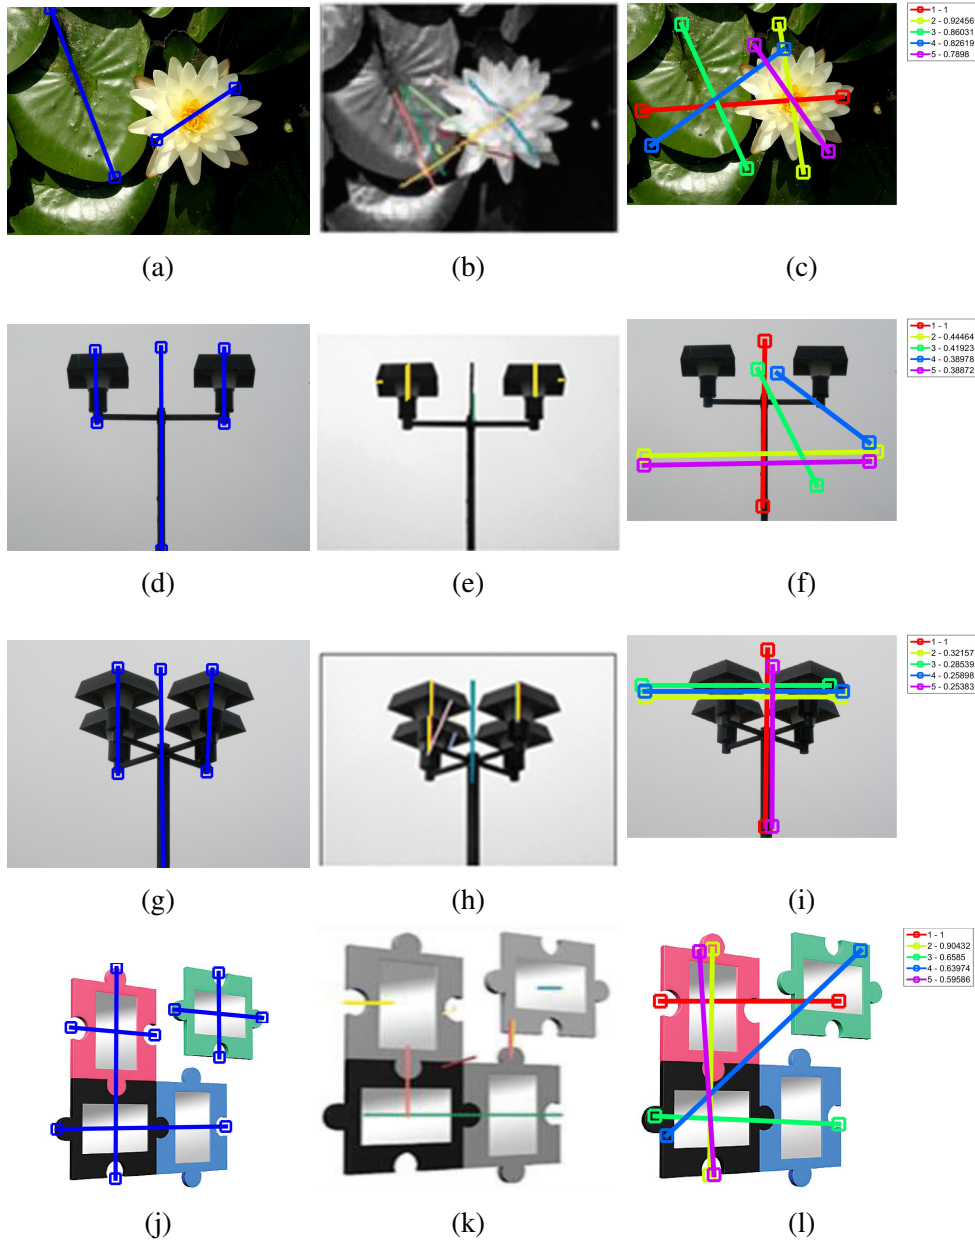 1 - 1
2 - 0.92456
3 - 0.86031
4 - 0.82619
5 - 0.7898
(a)
(b)
(c)
1 - 1
2 - 0.44464
3 - 0.41923
4 - 0.38978
5 - 0.38872
(d)
(e)
(f)
1 - 1
2 - 0.32157
3 - 0.28539
4 - 0.25898
5 - 0.25383
(g)
(h)
(i)
1 - 1
2 - 0.90432
3 - 0.6585
4 - 0.63974
5 - 0.59586
(j)
(k)
(l)